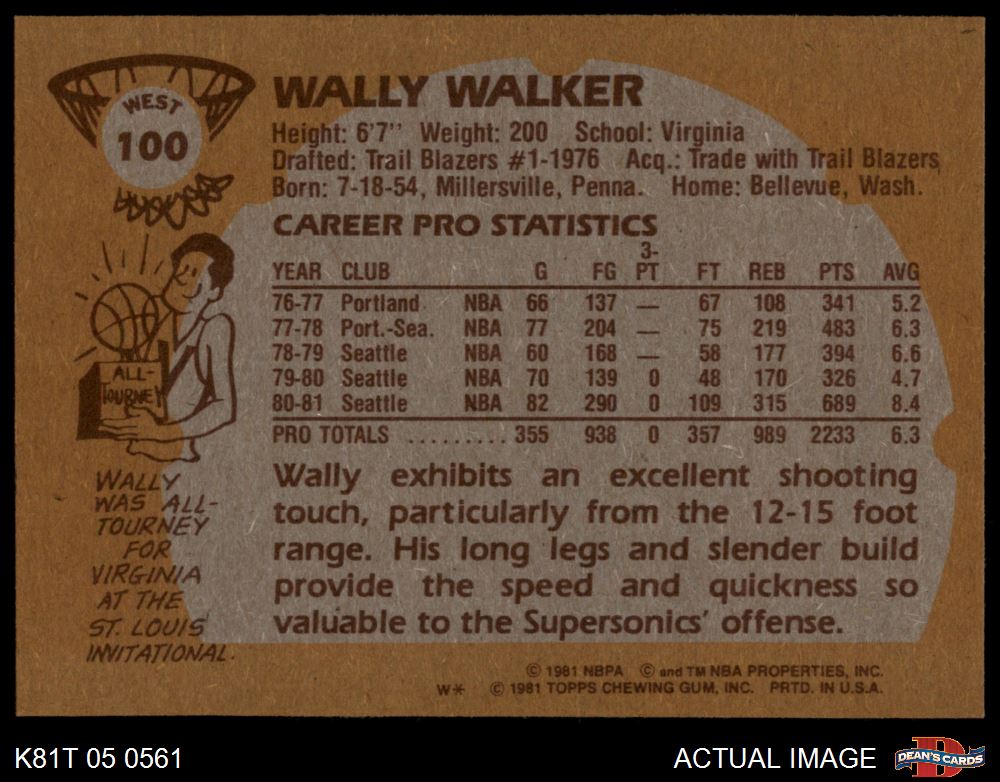 WEST
100
WALLY WALKER
Height: 6'7" Weight: 200 School: Virginia
Drafted: Trail Blazers #1-1976 Acq.: Trade with Trail Blazers
Born: 7-18-54, Millersville, Penna. Home: Bellevue, Wash.
CAREER PRO STATISTICS
YEAR CLUB G FG 3-PT FT REB PTS AVG
76-77 Portland NBA 66 137 — 67 108 341 5.2
77-78 Port.-Sea. NBA 77 204 — 75 219 483 6.3
78-79 Seattle NBA 60 168 — 58 177 394 6.6
79-80 Seattle NBA 70 139 0 48 170 326 4.7
80-81 Seattle NBA 82 290 0 109 315 689 8.4
PRO TOTALS ......... 355 938 0 357 989 2233 6.3
Wally exhibits an excellent shooting
touch, particularly from the 12-15 foot
range. His long legs and slender build
provide the speed and quickness so
valuable to the Supersonics' offense.
ALL-
TOURNEY
WALLY
WAS ALL-
TOURNEY
FOR
VIRGINIA
AT THE
ST. LOUIS
INVITATIONAL.
© 1981 NBPA © and TM NBA PROPERTIES, INC.
W* © 1981 TOPPS CHEWING GUM, INC. PRTD. IN U.S.A.
K81T 05 0561
ACTUAL IMAGE
D
DEAN'S CARDS